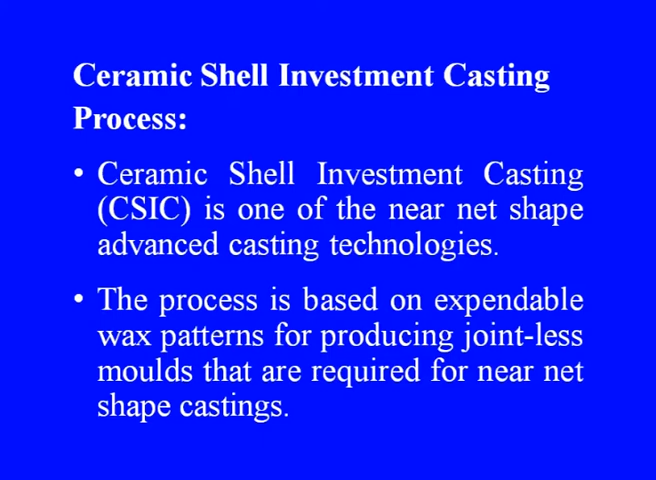 Ceramic Shell Investment Casting
Process:
• Ceramic Shell Investment Casting
(CSIC) is one of the near net shape
advanced casting technologies.
• The process is based on expendable
wax patterns for producing joint-less
moulds that are required for near net
shape castings.